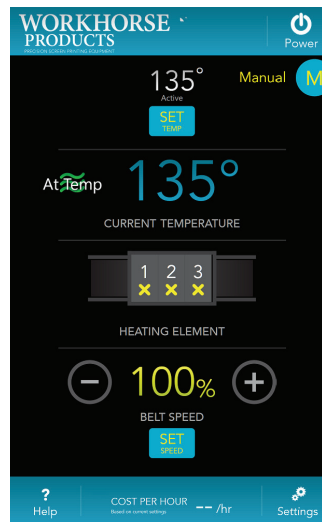 WORKHORSE
PRODUCTS
PRECISION SCREEN PRINTING EQUIPMENT
Power
135°
Active
Manual
M
SET
TEMP
At Temp
135°
CURRENT TEMPERATURE
1 2 3
HEATING ELEMENT
100%
BELT SPEED
SET
SPEED
?
Help
COST PER HOUR
Based on current settings
-- /hr
Settings